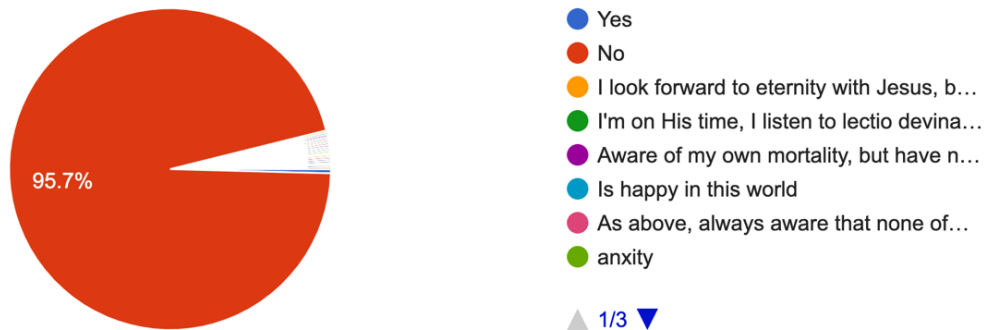 95.7%
Yes
No
I look forward to eternity with Jesus, b…
I'm on His time, I listen to lectio devina…
Aware of my own mortality, but have n…
Is happy in this world
As above, always aware that none of…
anxity
1/3